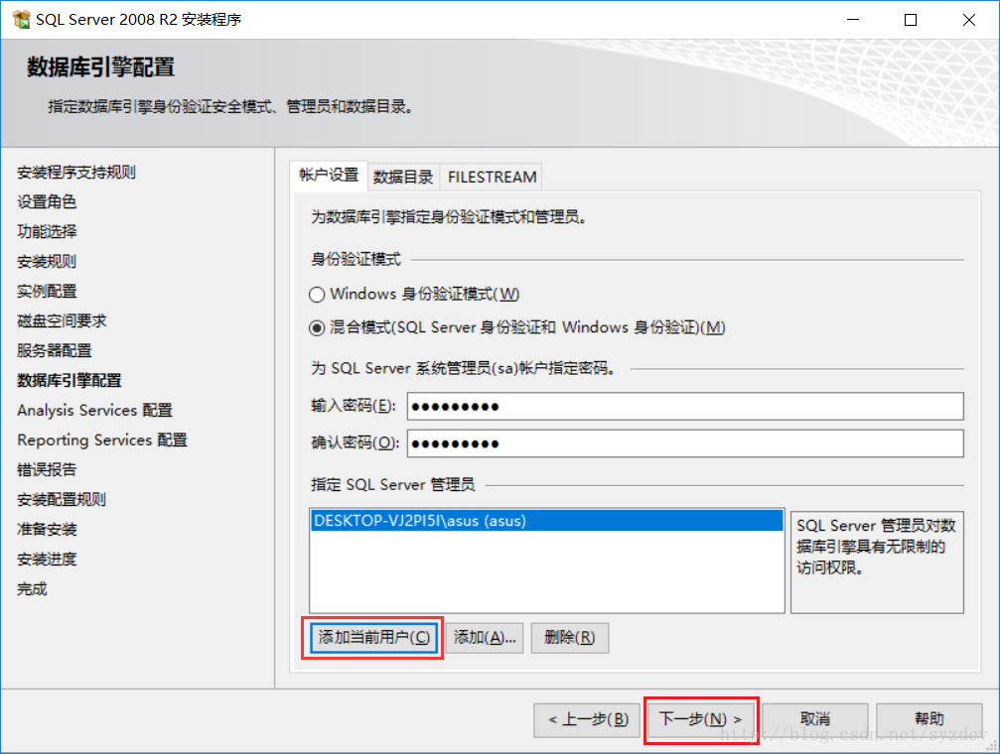 SQL Server 2008 R2 安装程序
数据库引擎配置
指定数据库引擎身份验证安全模式、管理员和数据目录。
安装程序支持规则
设置角色
功能选择
安装规则
实例配置
磁盘空间要求
服务器配置
数据库引擎配置
Analysis Services 配置
Reporting Services 配置
错误报告
安装配置规则
准备安装
安装进度
完成
帐户设置 数据目录 FILESTREAM
为数据库引擎指定身份验证模式和管理员。
身份验证模式
Windows 身份验证模式(W)
混合模式(SQL Server 身份验证和 Windows 身份验证)(M)
为 SQL Server 系统管理员(sa)帐户指定密码。
输入密码(E): ●●●●●●●●●
确认密码(O): ●●●●●●●●●
指定 SQL Server 管理员
DESKTOP-VJ2PI5I\asus (asus)
SQL Server 管理员对数
据库引擎具有无限制的
访问权限。
添加当前用户(C) 添加(A)... 删除(R)
< 上一步(B) 下一步(N) > 取消 帮助
http://blog.csdn.net/syzdev